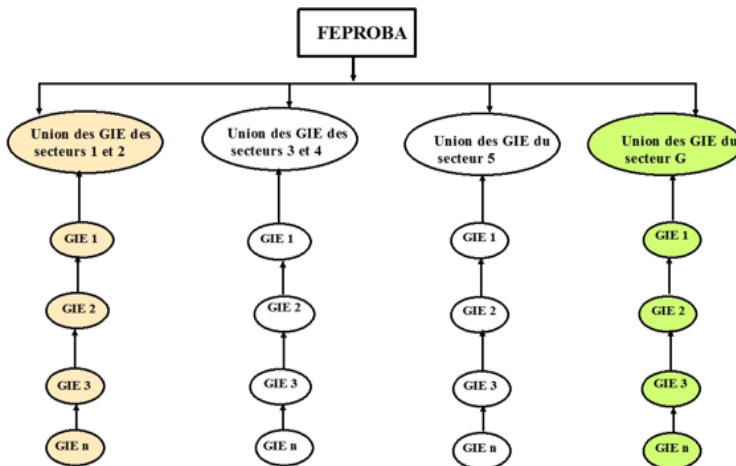 FEPROBA
Union des GIE des
secteurs 1 et 2
Union des GIE des
secteurs 3 et 4
Union des GIE du
secteur 5
Union des GIE du
secteur G
GIE 1
GIE 1
GIE 1
GIE 1
GIE 2
GIE 2
GIE 2
GIE 2
GIE 3
GIE 3
GIE 3
GIE 3
GIE n
GIE n
GIE n
GIE n